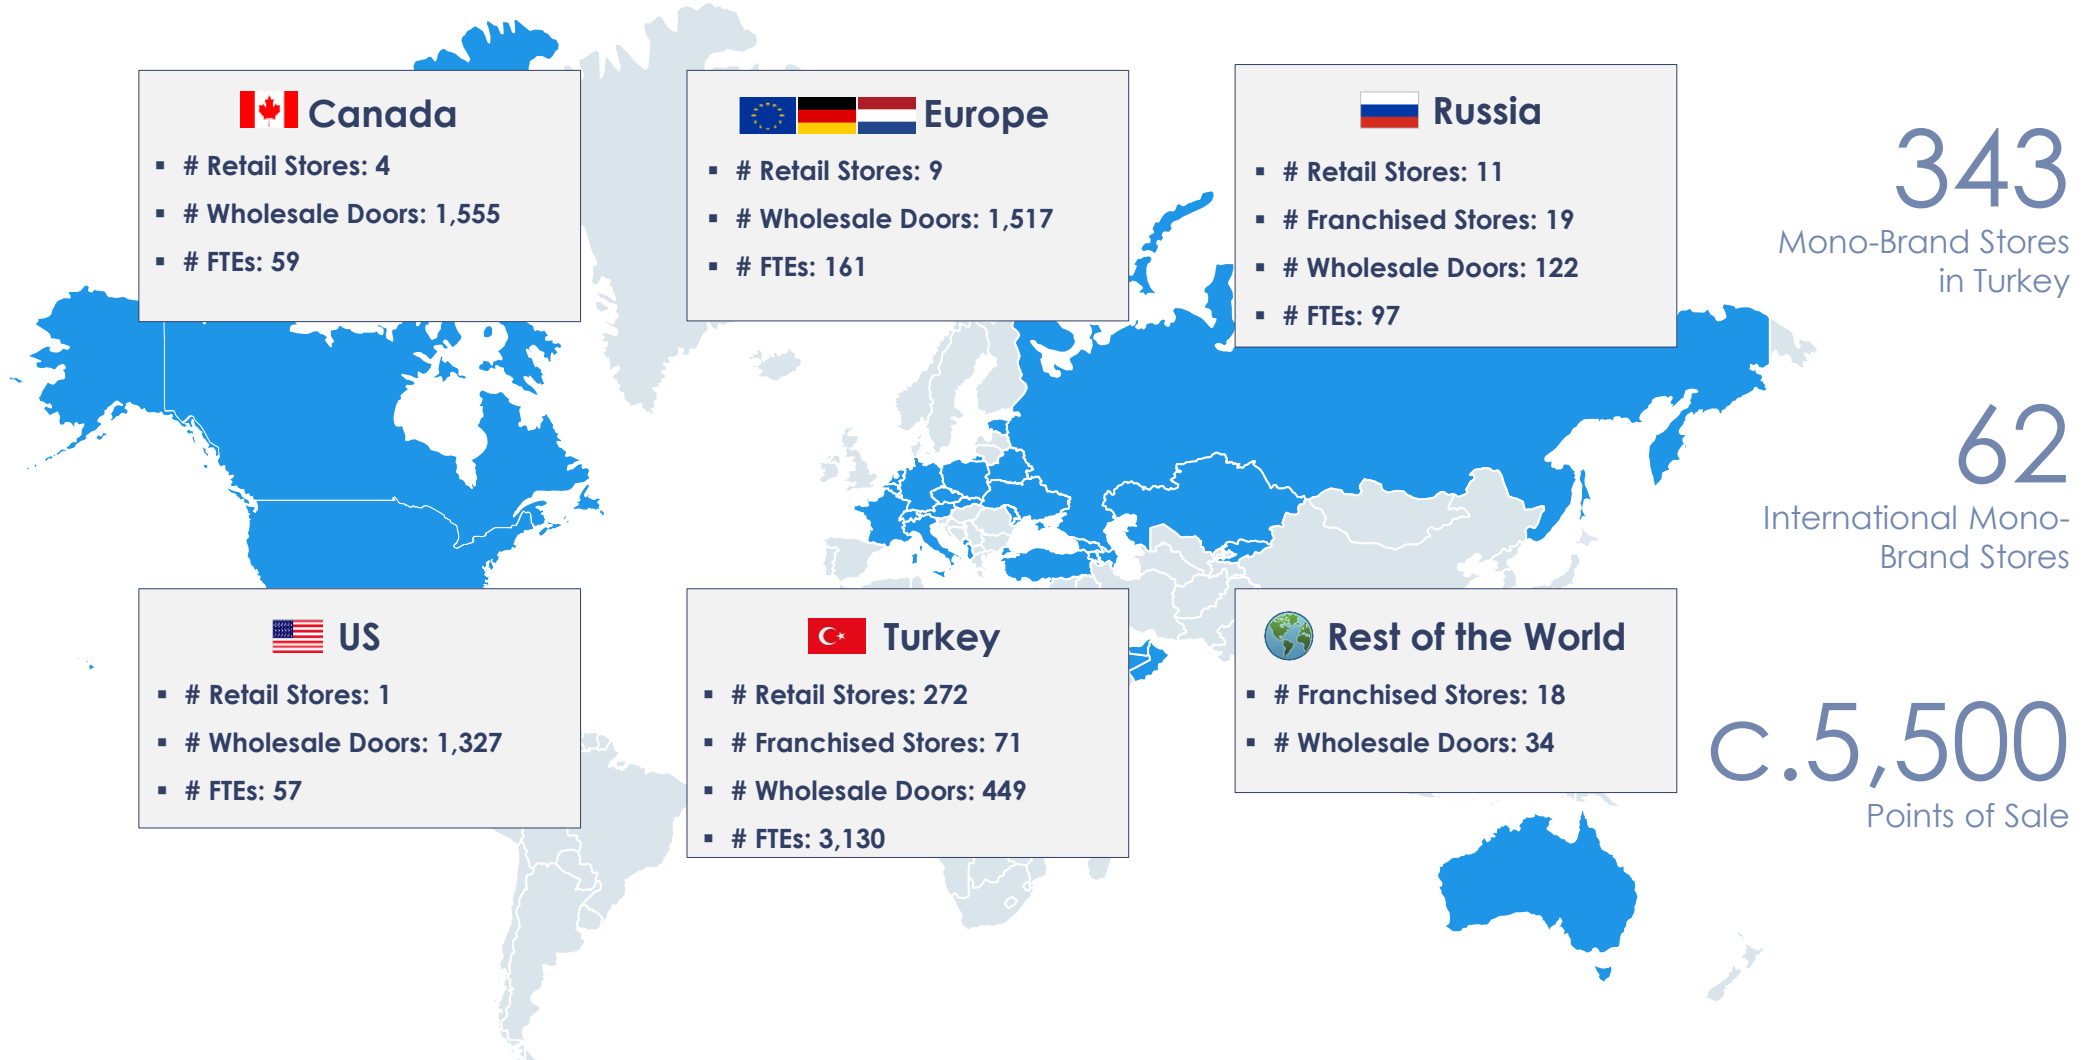 Canada
▪ # Retail Stores: 4
▪ # Wholesale Doors: 1,555
▪ # FTEs: 59
Europe
▪ # Retail Stores: 9
▪ # Wholesale Doors: 1,517
▪ # FTEs: 161
Russia
▪ # Retail Stores: 11
▪ # Franchised Stores: 19
▪ # Wholesale Doors: 122
▪ # FTEs: 97
US
▪ # Retail Stores: 1
▪ # Wholesale Doors: 1,327
▪ # FTEs: 57
Turkey
▪ # Retail Stores: 272
▪ # Franchised Stores: 71
▪ # Wholesale Doors: 449
▪ # FTEs: 3,130
Rest of the World
▪ # Franchised Stores: 18
▪ # Wholesale Doors: 34
343
Mono-Brand Stores
in Turkey
62
International Mono-
Brand Stores
c.5,500
Points of Sale